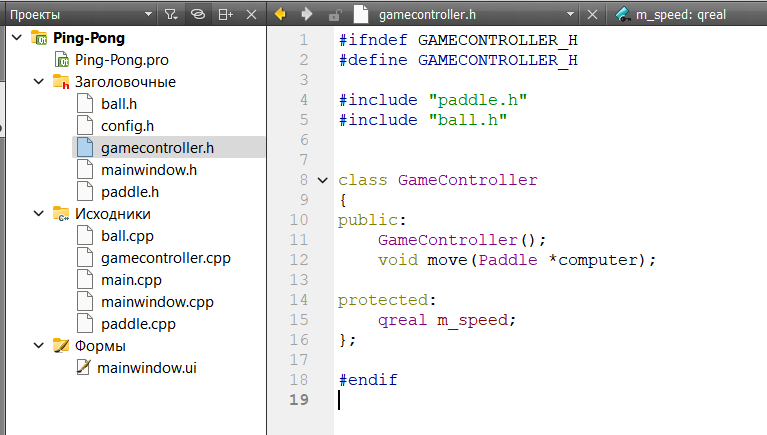 Проекты
gamecontroller.h
m_speed: qreal
Ping-Pong
Ping-Pong.pro
Заголовочные
ball.h
config.h
gamecontroller.h
mainwindow.h
paddle.h
Исходники
ball.cpp
gamecontroller.cpp
main.cpp
mainwindow.cpp
paddle.cpp
Формы
mainwindow.ui
1 #ifndef GAMECONTROLLER_H
2 #define GAMECONTROLLER_H
3
4 #include "paddle.h"
5 #include "ball.h"
6
7
8 class GameController
9 {
10 public:
11 GameController();
12 void move(Paddle *computer);
13
14 protected:
15 qreal m_speed;
16 };
17
18 #endif
19